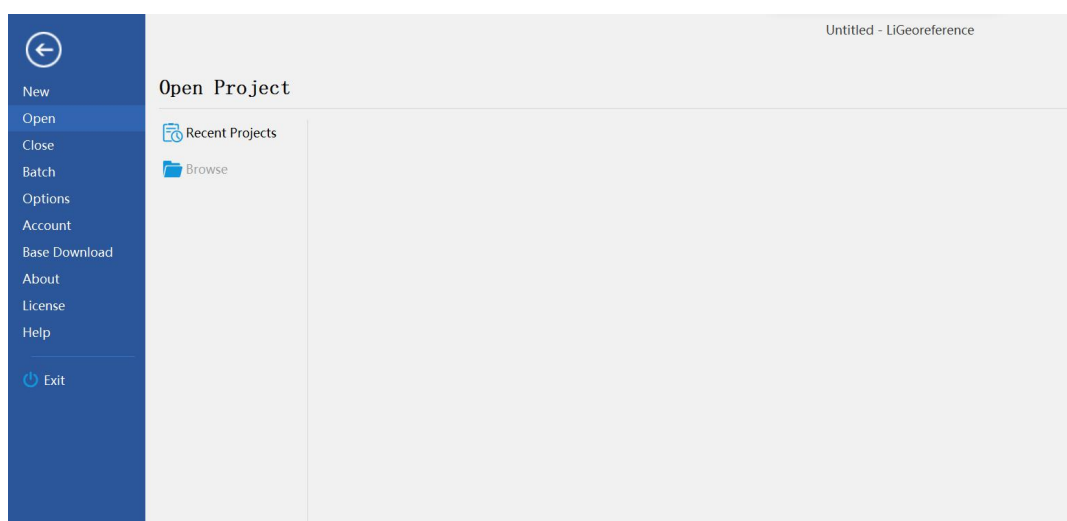 Untitled - LiGeoreference
New
Open
Close
Batch
Options
Account
Base Download
About
License
Help
Exit
Open Project
Recent Projects
Browse